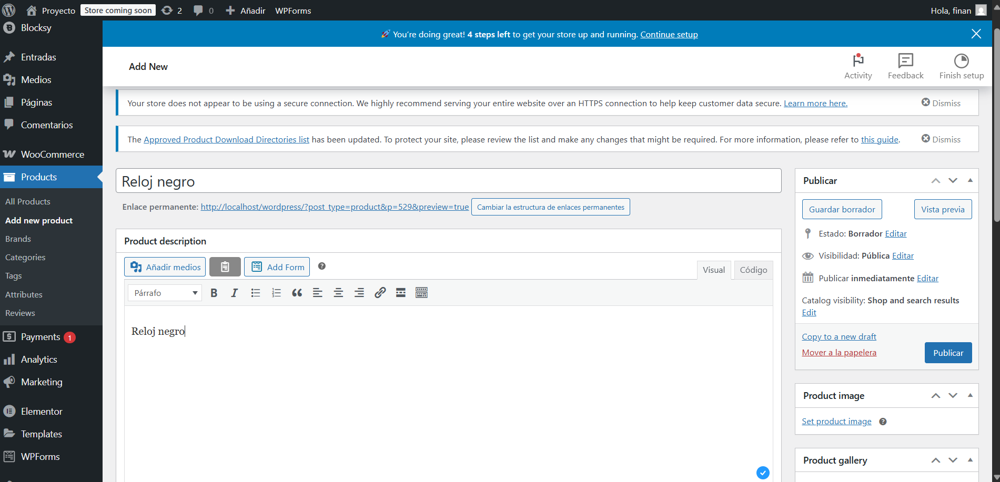 Proyecto Store coming soon 2 0 Añadir WPForms Hola, finan
Blocksy
Entradas
Medios
Páginas
Comentarios
WooCommerce
Products
All Products
Add new product
Brands
Categories
Tags
Attributes
Reviews
Payments 1
Analytics
Marketing
Elementor
Templates
WPForms
🚀 You’re doing great! 4 steps left to get your store up and running. Continue setup
Add New
Activity Feedback Finish setup
Your store does not appear to be using a secure connection. We highly recommend serving your entire website over an HTTPS connection to help keep customer data secure. Learn more here. Dismiss
The Approved Product Download Directories list has been updated. To protect your site, please review the list and make any changes that might be required. For more information, please refer to this guide. Dismiss
Reloj negro
Enlace permanente: http://localhost/wordpress/?post_type=product&p=529&preview=true Cambiar la estructura de enlaces permanentes
Product description
Añadir medios Add Form
Visual Código
Párrafo
Reloj negro
Publicar
Guardar borrador Vista previa
Estado: Borrador Editar
Visibilidad: Pública Editar
Publicar inmediatamente Editar
Catalog visibility: Shop and search results
Edit
Copy to a new draft
Mover a la papelera
Publicar
Product image
Set product image
Product gallery